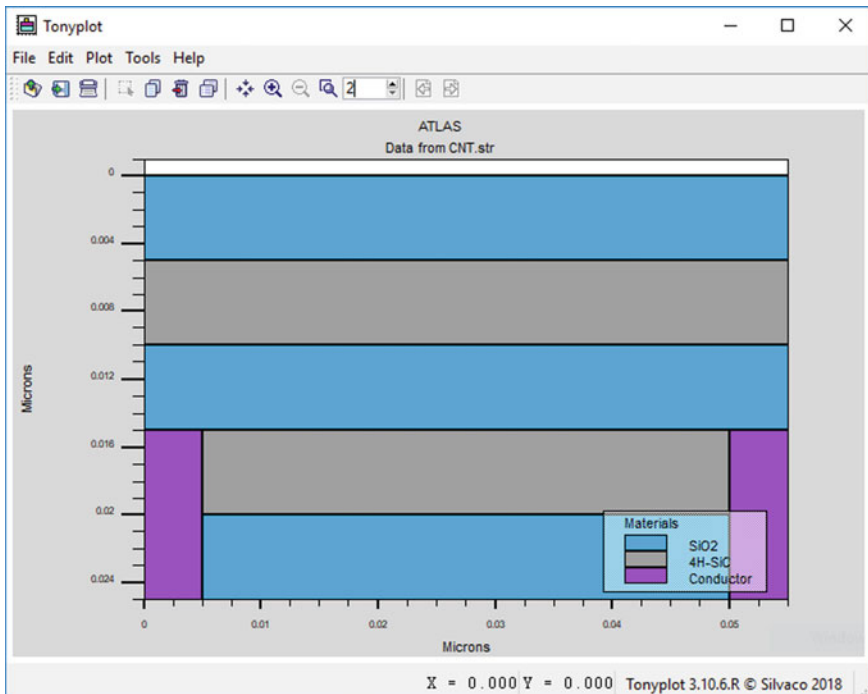 Tonyplot
File Edit Plot Tools Help
2
ATLAS
Data from CNT.str
0
0.004
0.008
0.012
0.016
0.02
0.024
Microns
Materials
SiO2
4H-SiC
Conductor
0 0.01 0.02 0.03 0.04 0.05
Microns
X = 0.000 Y = 0.000 Tonyplot 3.10.6.R © Silvaco 2018